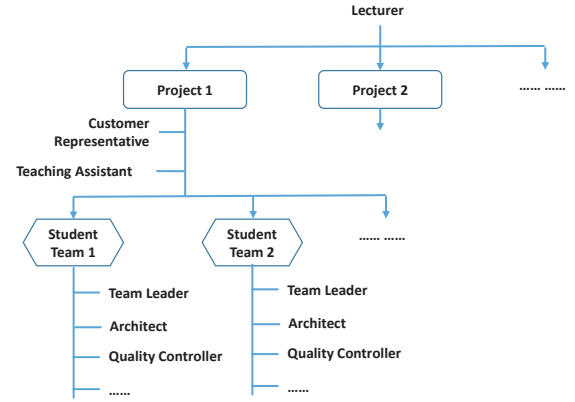 Lecturer
Project 1
Project 2
...... ......
Customer
Representative
Teaching Assistant
Student
Team 1
Student
Team 2
...... ......
Team Leader
Architect
Quality Controller
......
Team Leader
Architect
Quality Controller
......